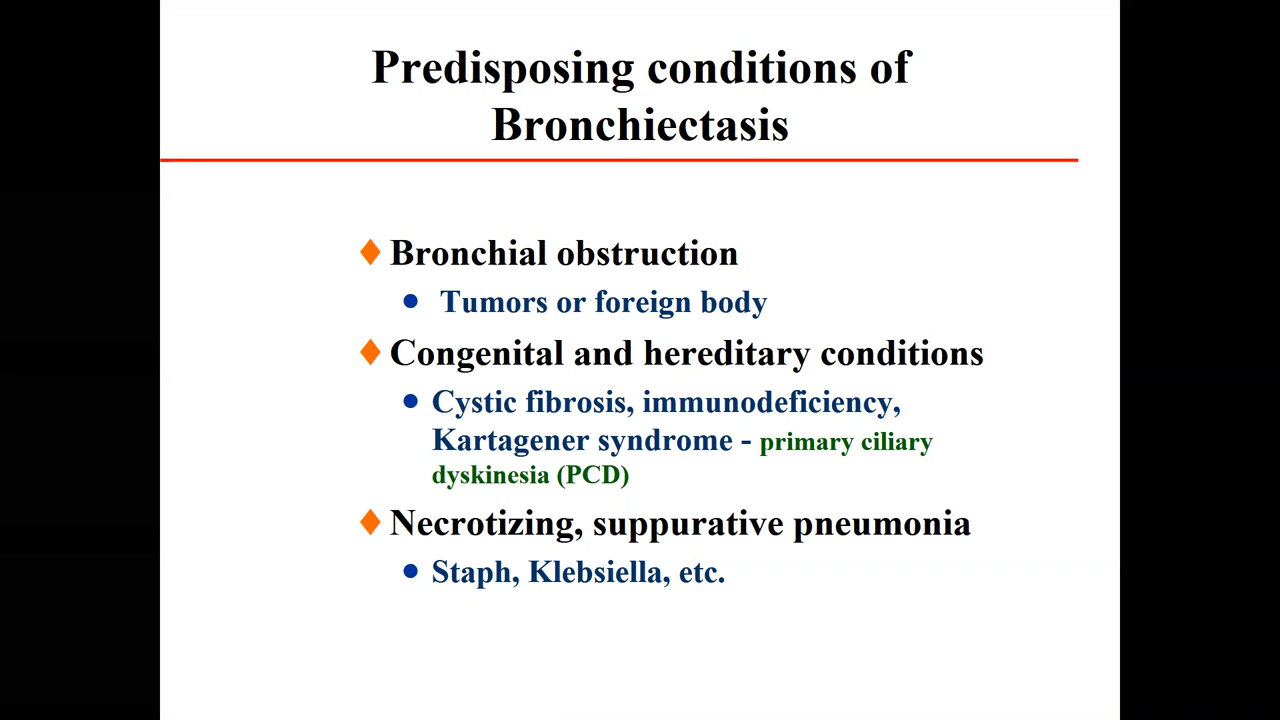 Predisposing conditions of
Bronchiectasis
Bronchial obstruction
Tumors or foreign body
Congenital and hereditary conditions
Cystic fibrosis, immunodeficiency,
Kartagener syndrome - primary ciliary
dyskinesia (PCD)
Necrotizing, suppurative pneumonia
Staph, Klebsiella, etc.